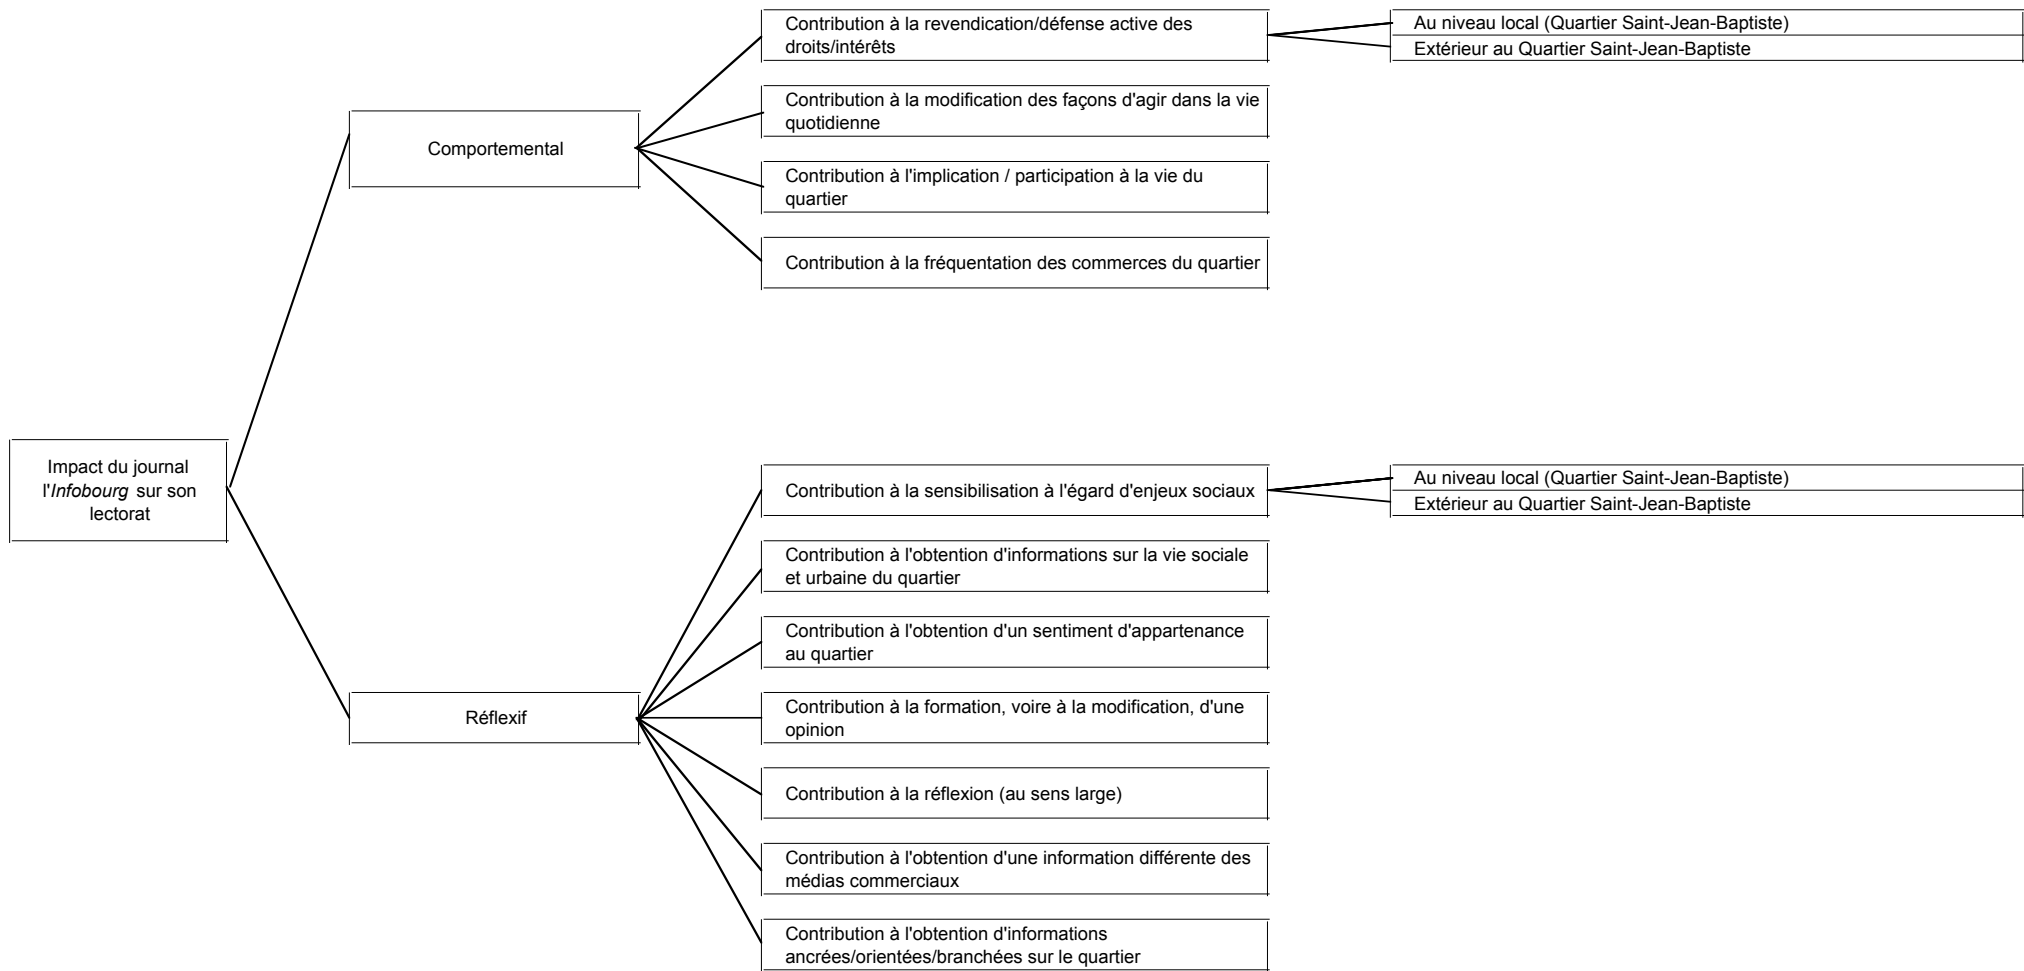 Contribution à la revendication/défense active des
droits/intérêts
Au niveau local (Quartier Saint-Jean-Baptiste)
Extérieur au Quartier Saint-Jean-Baptiste
Contribution à la modification des façons d'agir dans la vie
quotidienne
Comportemental
Contribution à l'implication / participation à la vie du
quartier
Contribution à la fréquentation des commerces du quartier
Impact du journal
l'Infobourg sur son
lectorat
Contribution à la sensibilisation à l'égard d'enjeux sociaux
Au niveau local (Quartier Saint-Jean-Baptiste)
Extérieur au Quartier Saint-Jean-Baptiste
Contribution à l'obtention d'informations sur la vie sociale
et urbaine du quartier
Contribution à l'obtention d'un sentiment d'appartenance
au quartier
Réflexif
Contribution à la formation, voire à la modification, d'une
opinion
Contribution à la réflexion (au sens large)
Contribution à l'obtention d'une information différente des
médias commerciaux
Contribution à l'obtention d'informations
ancrées/orientées/branchées sur le quartier